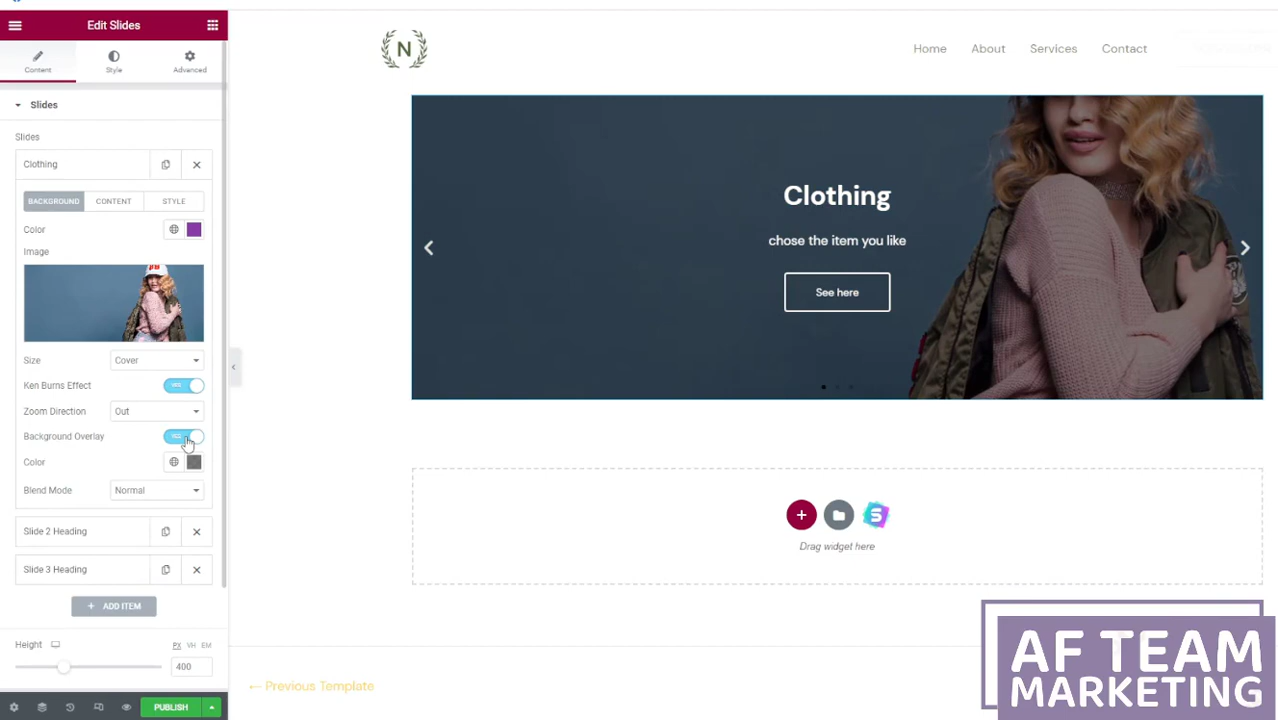 Edit Slides
Content
Style
Advanced
Slides
Slides
Clothing
BACKGROUND
CONTENT
STYLE
Color
Image
Size
Cover
Ken Burns Effect
YES
Zoom Direction
Out
Background Overlay
YES
Color
Blend Mode
Normal
Slide 2 Heading
Slide 3 Heading
+ ADD ITEM
Height
PX VH EM
400
PUBLISH
N
Home About Services Contact
Clothing
chose the item you like
See here
Drag widget here
← Previous Template
AF TEAM
MARKETING